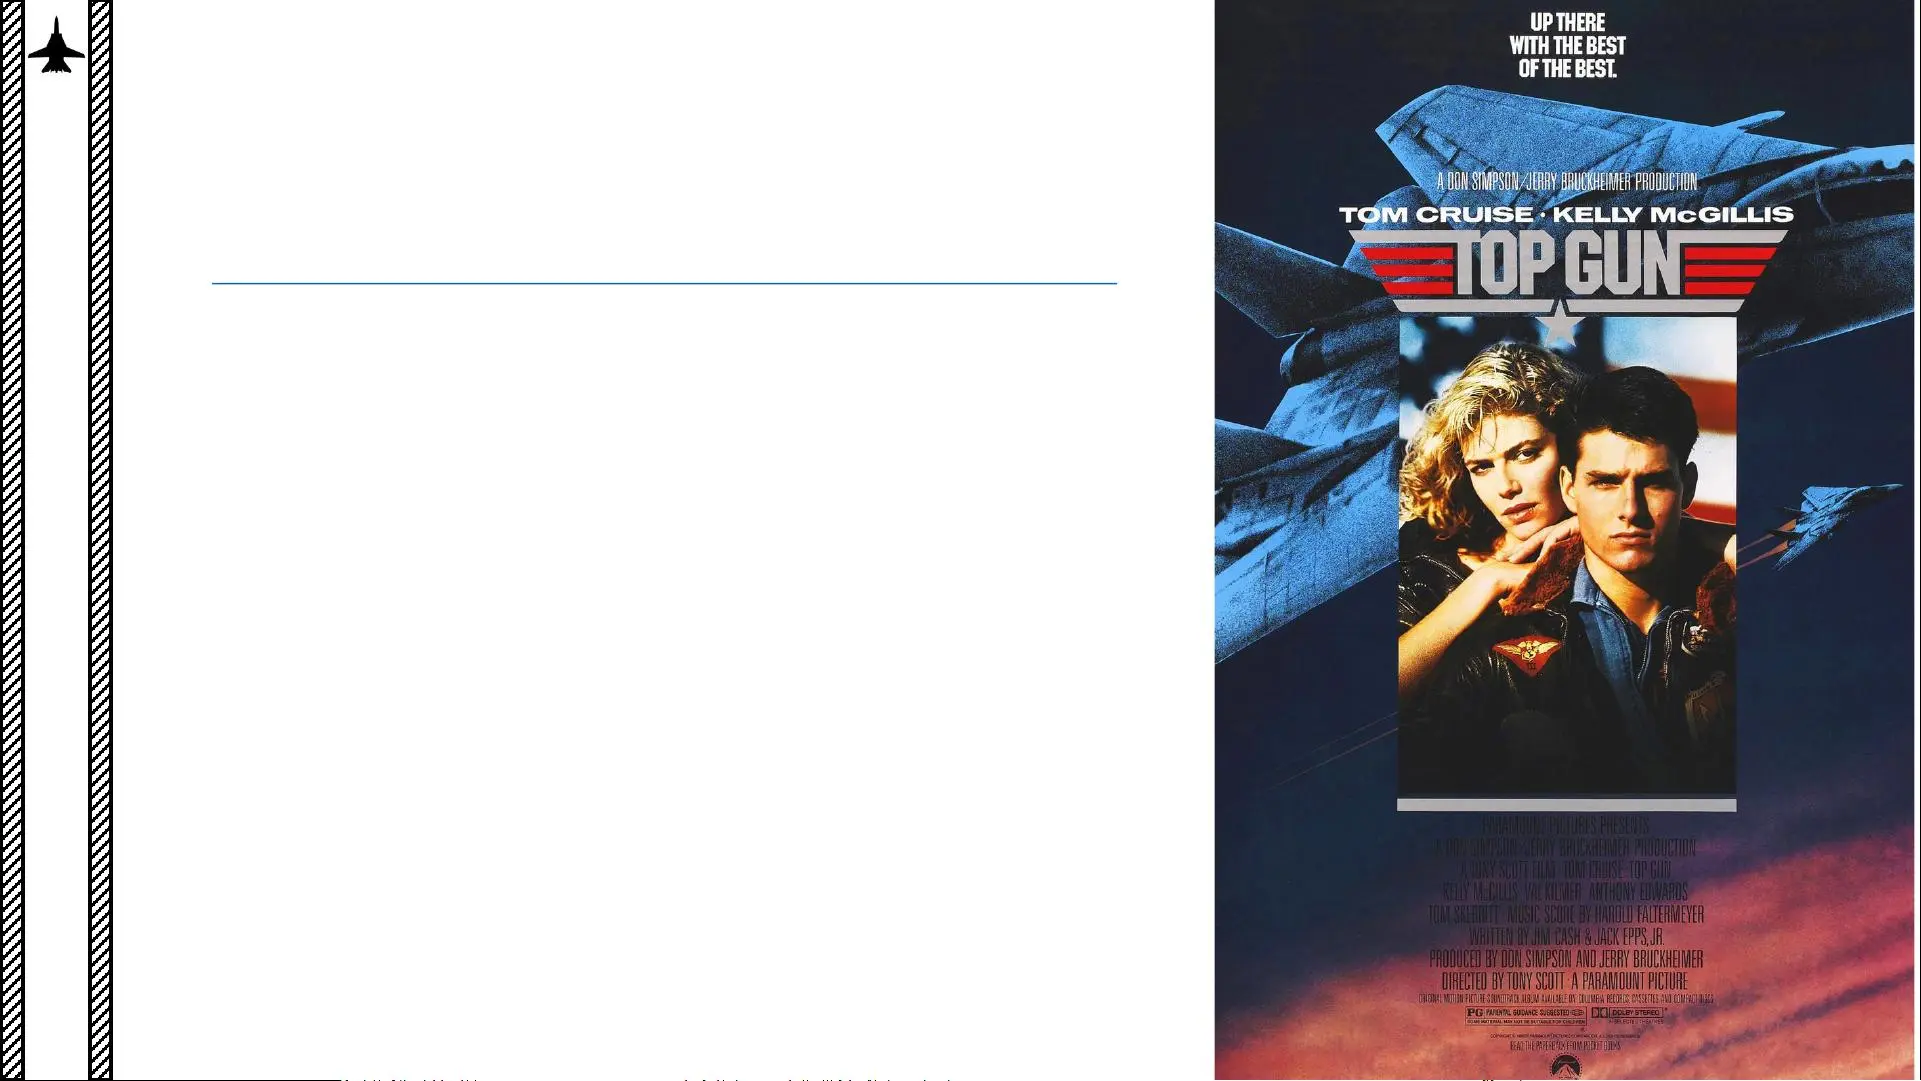 UP THERE
WITH THE BEST
OF THE BEST.
A DON SIMPSON/JERRY BRUCKHEIMER PRODUCTION
TOM CRUISE · KELLY McGILLIS
TOP GUN
PARAMOUNT PICTURES PRESENTS
A DON SIMPSON/JERRY BRUCKHEIMER PRODUCTION
A TONY SCOTT FILM TOM CRUISE TOP GUN
KELLY McGILLIS VAL KILMER ANTHONY EDWARDS
TOM SKERRITT MUSIC SCORE BY HAROLD FALTERMEYER
WRITTEN BY JIM CASH & JACK EPPS, JR.
PRODUCED BY DON SIMPSON AND JERRY BRUCKHEIMER
DIRECTED BY TONY SCOTT · A PARAMOUNT PICTURE
ORIGINAL MOTION PICTURE SOUNDTRACK ALBUM AVAILABLE ON COLUMBIA RECORDS, CASSETTES AND COMPACT DISCS
PG PARENTAL GUIDANCE SUGGESTED DOLBY STEREO
SOME MATERIAL MAY NOT BE SUITABLE FOR CHILDREN IN SELECTED THEATRES
READ THE PAPERBACK FROM POCKET BOOKS